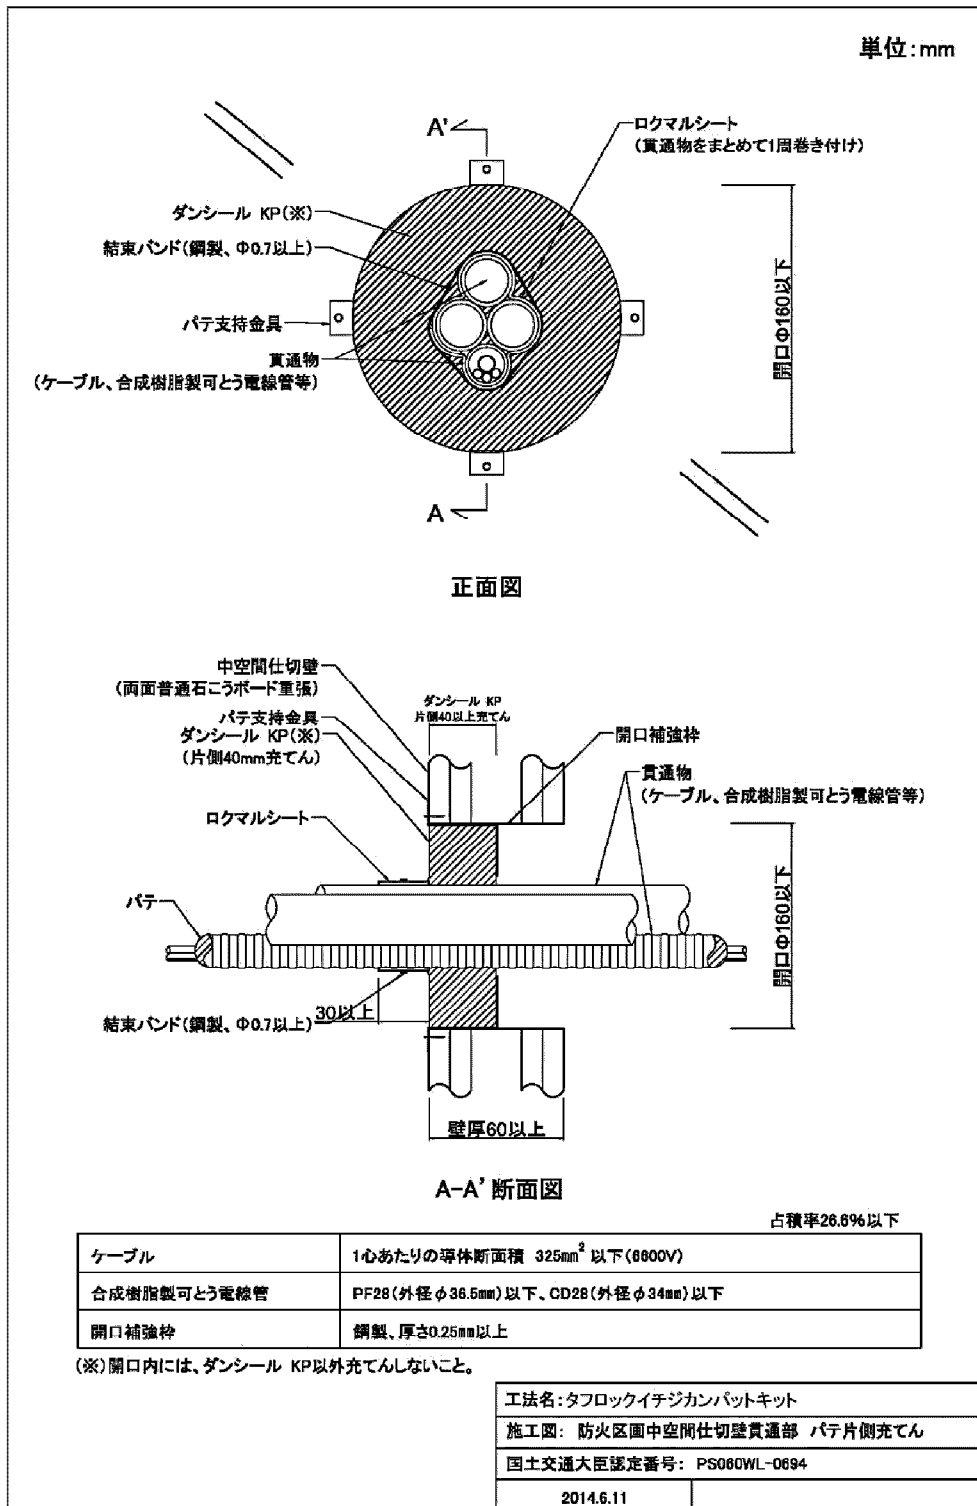 単位:mm
A'
ロクマルシート
(貫通物をまとめて1周巻き付け)
ダンシール KP(※)
結束バンド(鋼製、Φ0.7以上)
パテ支持金具
貫通物
(ケーブル、合成樹脂製可とう電線管等)
開口Φ160以下
A
正面図
中空間仕切壁
(両面普通石こうボード重張)
パテ支持金具
ダンシール KP(※)
(片側40mm充てん)
ダンシール KP
片側40以上充てん
開口補強枠
貫通物
(ケーブル、合成樹脂製可とう電線管等)
ロクマルシート
パテ
開口Φ160以下
30以上
結束バンド(鋼製、Φ0.7以上)
壁厚60以上
A-A' 断面図
占積率26.6%以下
ケーブル 1心あたりの導体断面積 325mm² 以下(6600V)
合成樹脂製可とう電線管 PF28(外径φ36.5mm)以下、CD28(外径φ34mm)以下
開口補強枠 鋼製、厚さ0.25mm以上
(※)開口内には、ダンシール KP以外充てんしないこと。
工法名:タフロックイチジカンパットキット
施工図: 防火区画中空間仕切壁貫通部 パテ片側充てん
国土交通大臣認定番号: PS060WL-0694
2014.6.11